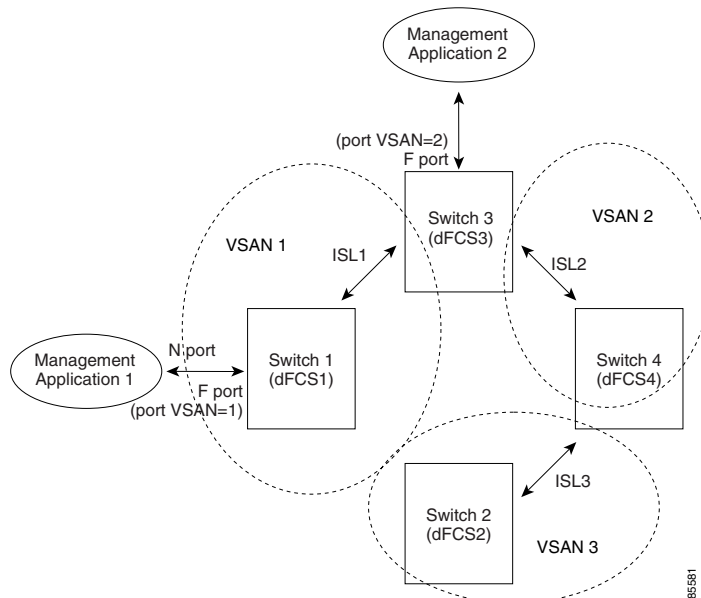 Management
Application 2
(port VSAN=2)
F port
Switch 3
(dFCS3)
VSAN 2
VSAN 1
ISL1
ISL2
N port
Management
Application 1
F port
(port VSAN=1)
Switch 1
(dFCS1)
Switch 4
(dFCS4)
ISL3
Switch 2
(dFCS2)
VSAN 3
85581